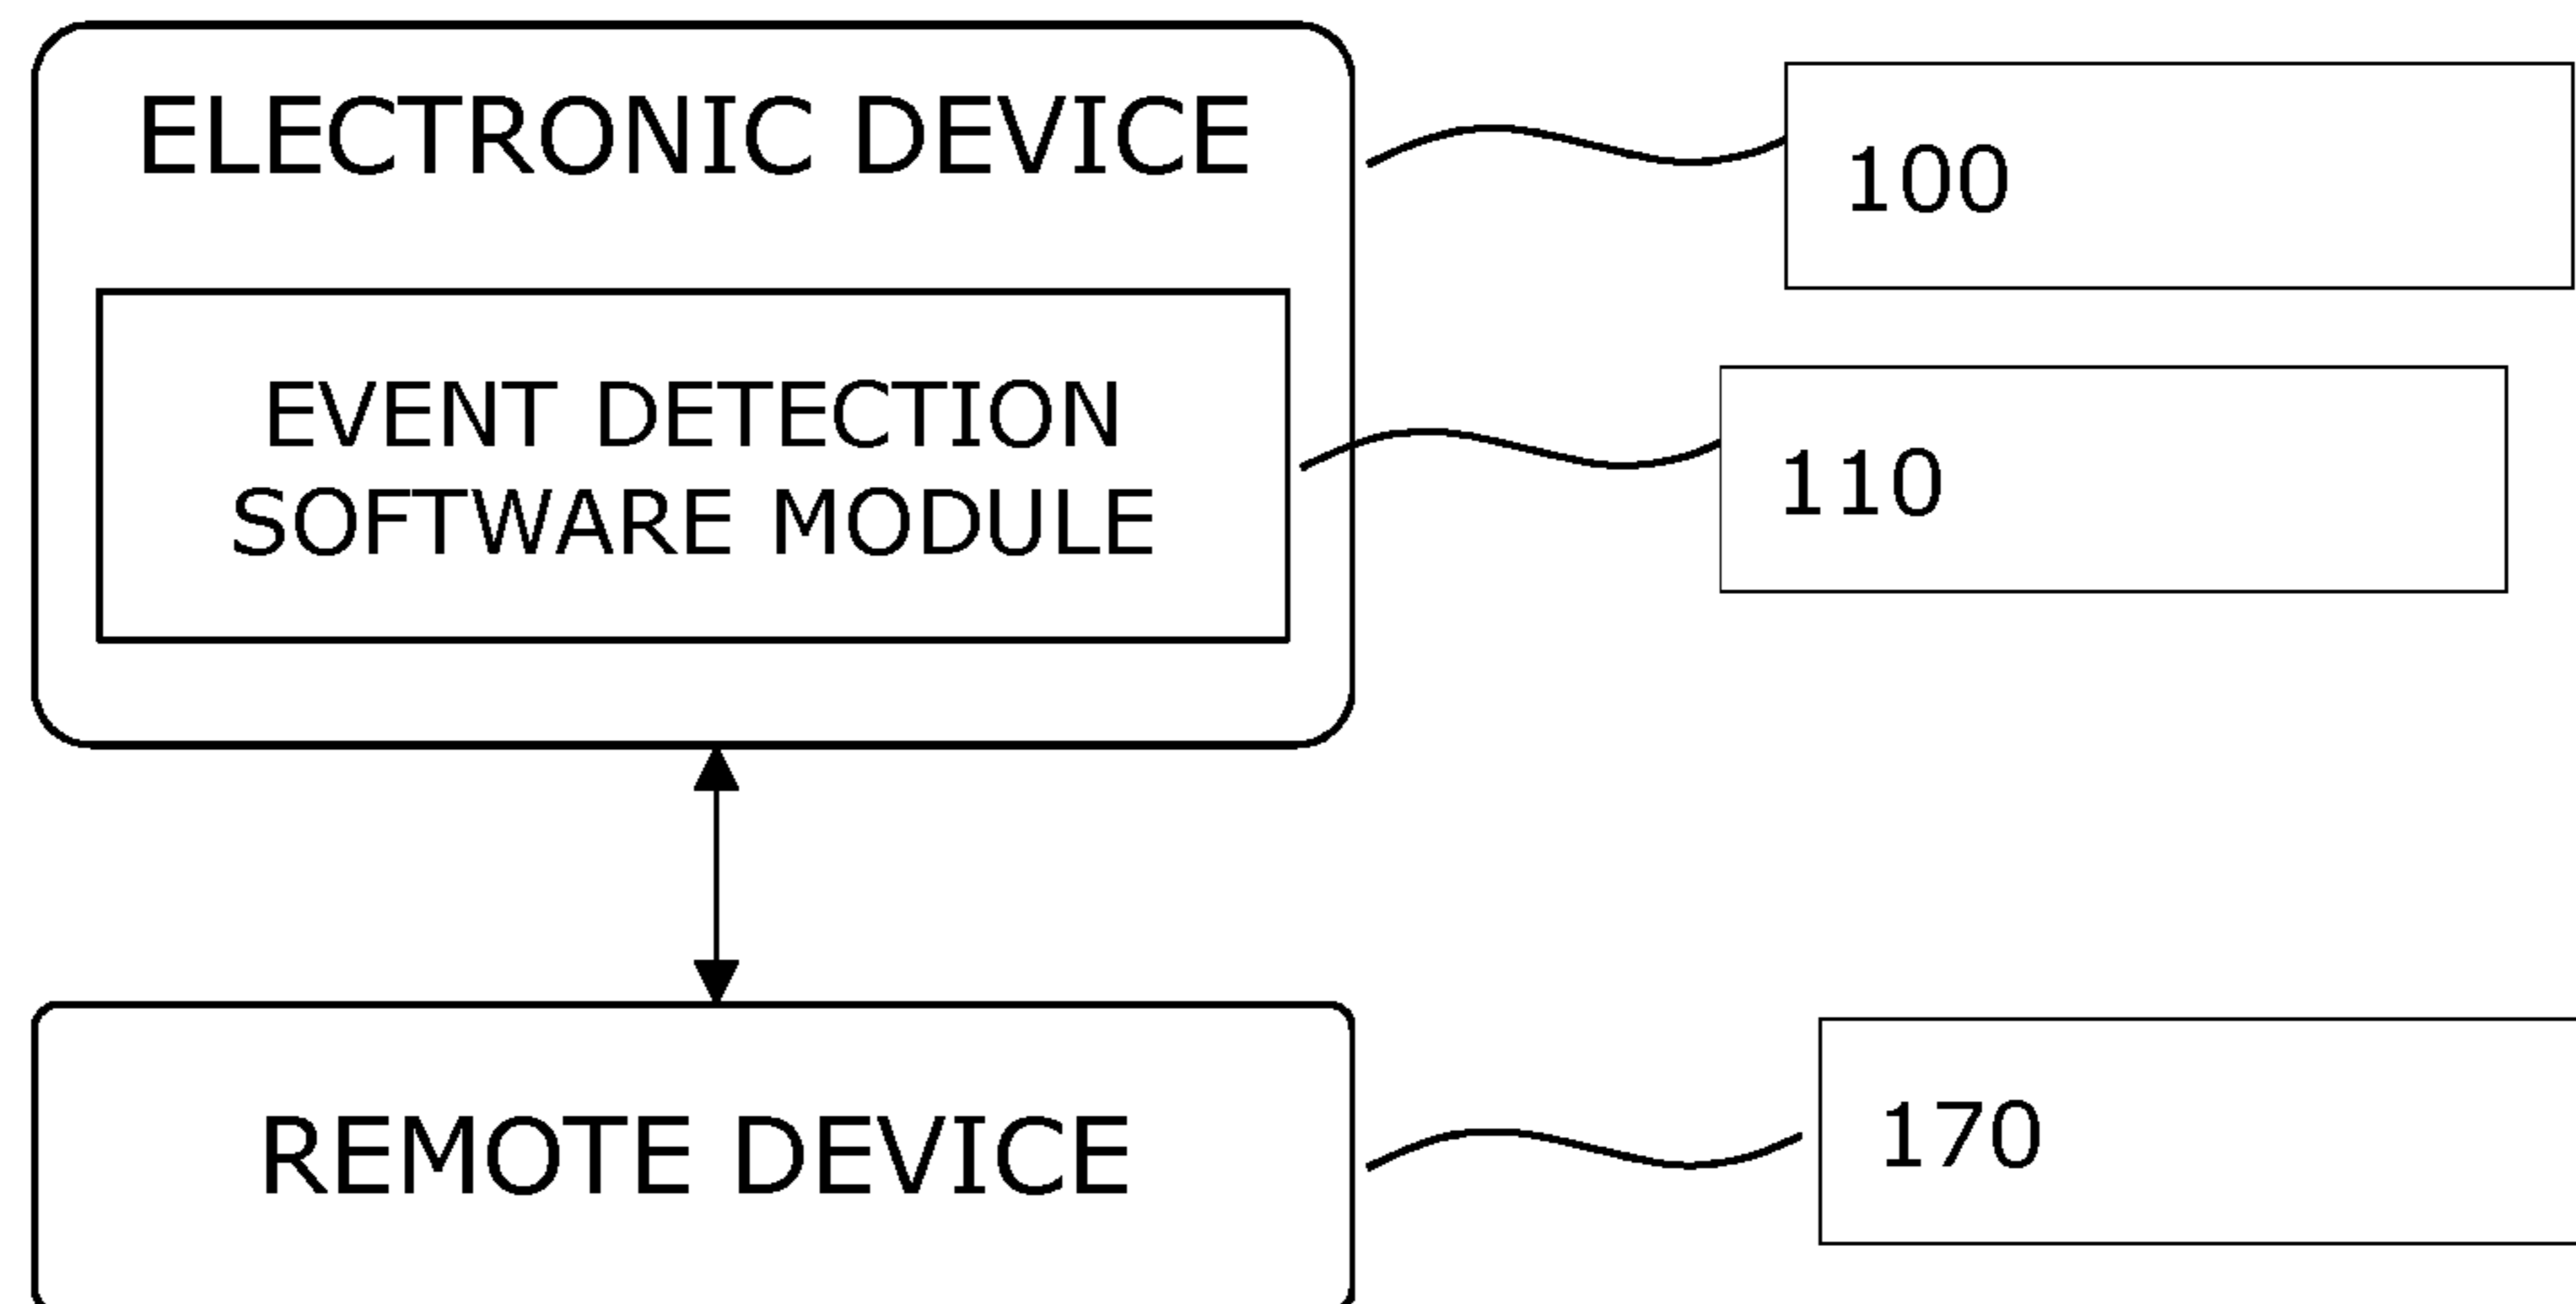 ELECTRONIC DEVICE
100
EVENT DETECTION
SOFTWARE MODULE
110
REMOTE DEVICE
170